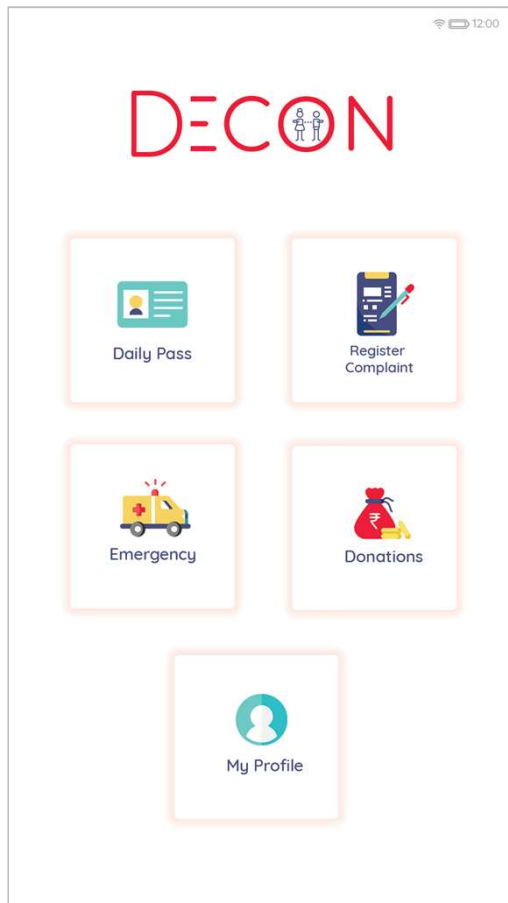 12:00
DECON
Daily Pass
Register
Complaint
Emergency
₹
Donations
My Profile